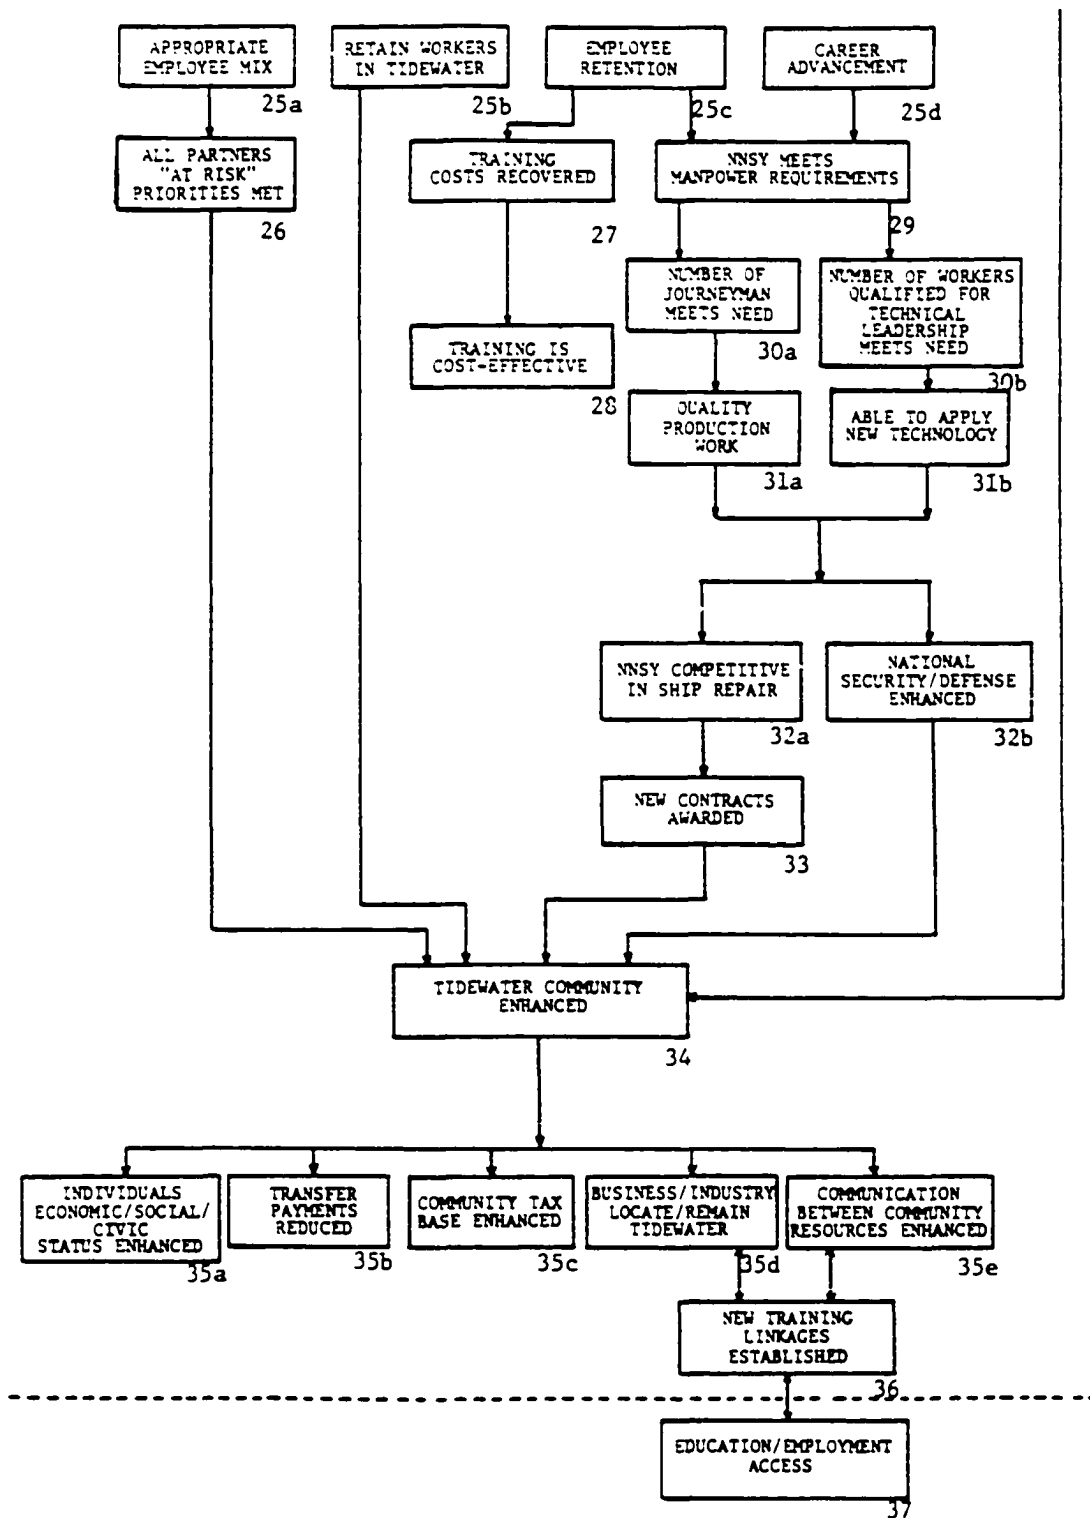 APPROPRIATE
EMPLOYEE MIX
25a
RETAIN WORKERS
IN TIDEWATER
25b
EMPLOYEE
RETENTION
25c
CAREER
ADVANCEMENT
25d
ALL PARTNERS
"AT RISK"
PRIORITIES MET
26
TRAINING
COSTS RECOVERED
27
NNSY MEETS
MANPOWER REQUIREMENTS
29
TRAINING IS
COST-EFFECTIVE
28
NUMBER OF
JOURNEYMAN
MEETS NEED
30a
NUMBER OF WORKERS
QUALIFIED FOR
TECHNICAL
LEADERSHIP
MEETS NEED
30b
QUALITY
PRODUCTION
WORK
31a
ABLE TO APPLY
NEW TECHNOLOGY
31b
NNSY COMPETITIVE
IN SHIP REPAIR
32a
NATIONAL
SECURITY/DEFENSE
ENHANCED
32b
NEW CONTRACTS
AWARDED
33
TIDEWATER COMMUNITY
ENHANCED
34
INDIVIDUALS
ECONOMIC/SOCIAL/
CIVIC
STATUS ENHANCED
35a
TRANSFER
PAYMENTS
REDUCED
35b
COMMUNITY TAX
BASE ENHANCED
35c
BUSINESS/INDUSTRY
LOCATE/REMAIN
TIDEWATER
35d
COMMUNICATION
BETWEEN COMMUNITY
RESOURCES ENHANCED
35e
NEW TRAINING
LINKAGES
ESTABLISHED
36
EDUCATION/EMPLOYMENT
ACCESS
37